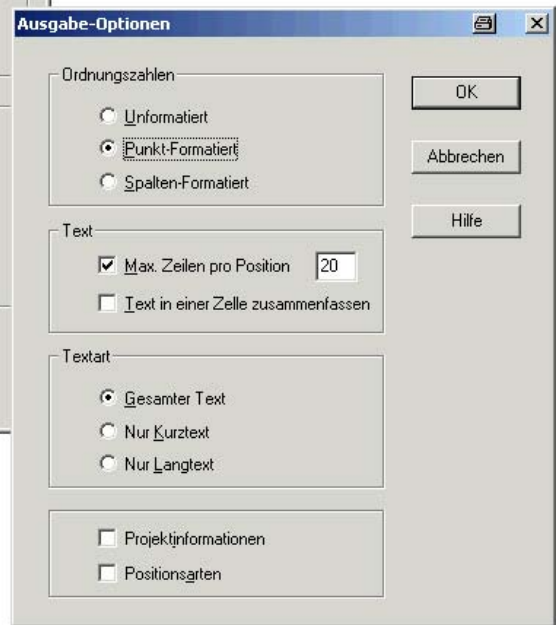 Ausgabe-Optionen
Ordnungszahlen
Unformatiert
Punkt-Formatiert
Spalten-Formatiert
OK
Abbrechen
Hilfe
Text
Max. Zeilen pro Position 20
Text in einer Zelle zusammenfassen
Textart
Gesamter Text
Nur Kurztext
Nur Langtext
Projektinformationen
Positionsarten